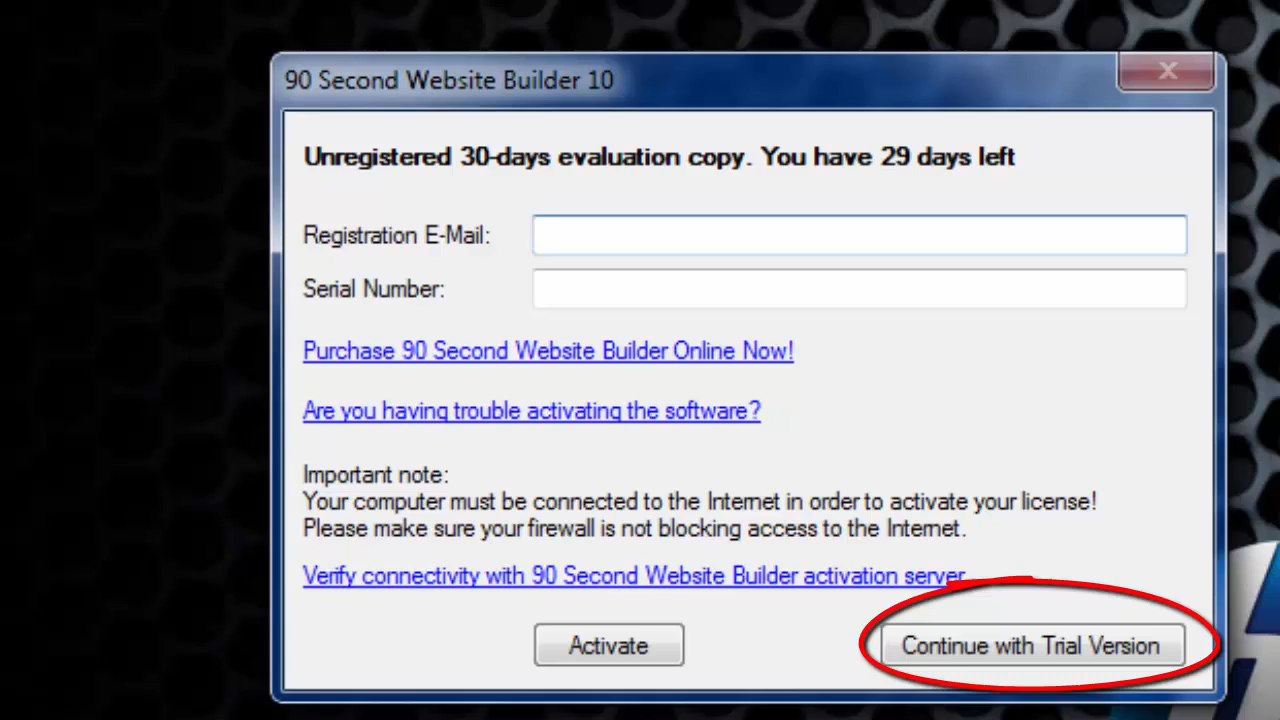 90 Second Website Builder 10
Unregistered 30-days evaluation copy. You have 29 days left
Registration E-Mail:
Serial Number:
Purchase 90 Second Website Builder Online Now!
Are you having trouble activating the software?
Important note:
Your computer must be connected to the Internet in order to activate your license!
Please make sure your firewall is not blocking access to the Internet.
Verify connectivity with 90 Second Website Builder activation server
Activate
Continue with Trial Version